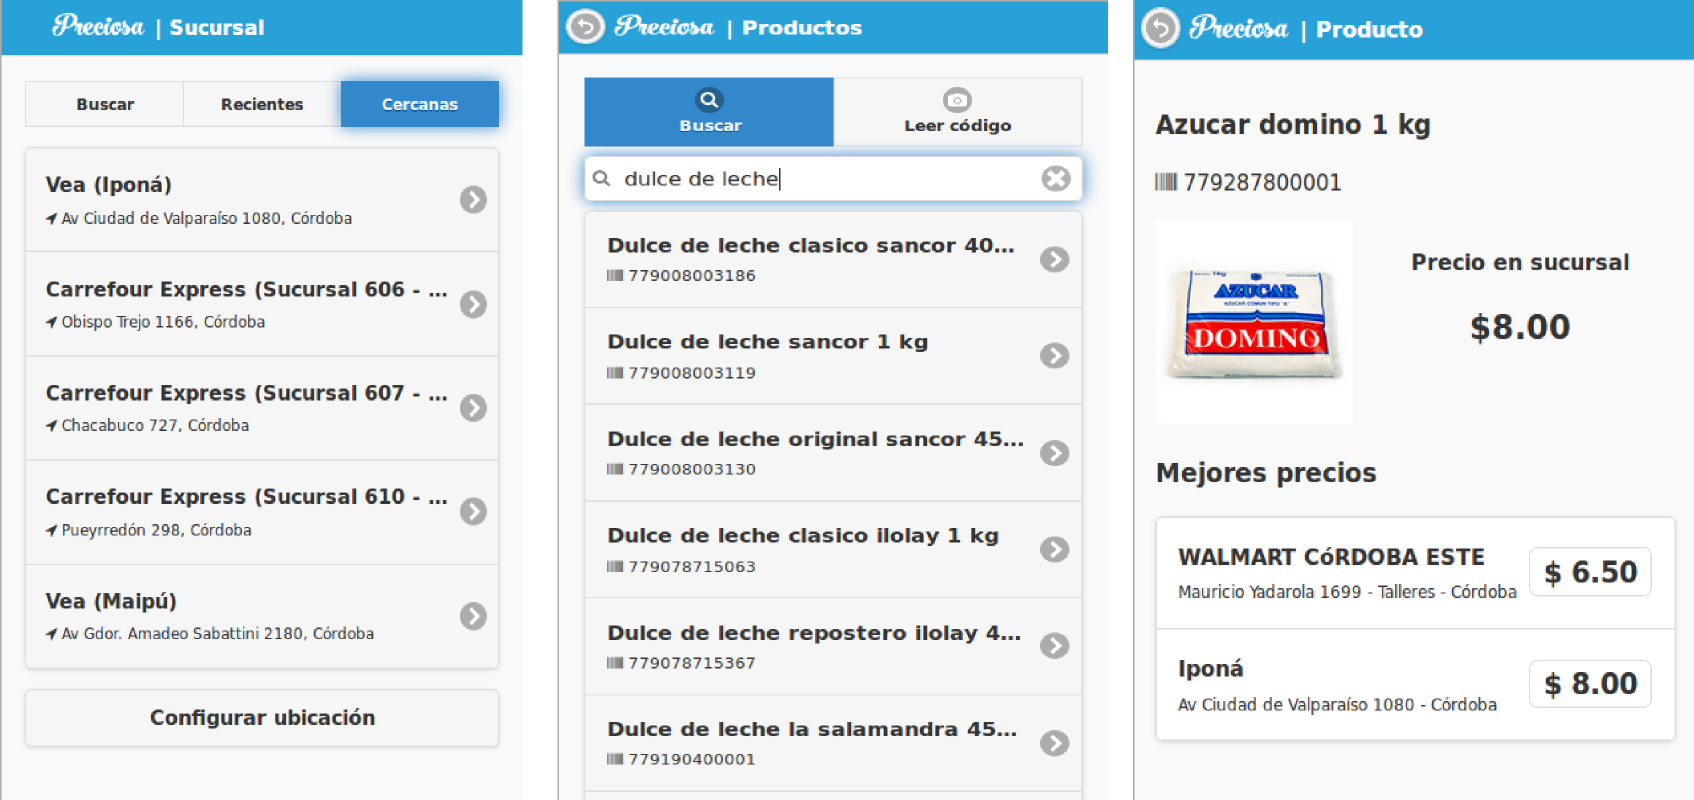 Preciosa | Sucursal
Buscar
Recientes
Cercanas
Vea (Iponá)
Av Ciudad de Valparaíso 1080, Córdoba
Carrefour Express (Sucursal 606 - ...
Obispo Trejo 1166, Córdoba
Carrefour Express (Sucursal 607 - ...
Chacabuco 727, Córdoba
Carrefour Express (Sucursal 610 - ...
Pueyrredón 298, Córdoba
Vea (Maipú)
Av Gdor. Amadeo Sabattini 2180, Córdoba
Configurar ubicación
Preciosa | Productos
Buscar
Leer código
dulce de leche
Dulce de leche clasico sancor 40...
779008003186
Dulce de leche sancor 1 kg
779008003119
Dulce de leche original sancor 45...
779008003130
Dulce de leche clasico ilolay 1 kg
779078715063
Dulce de leche repostero ilolay 4...
779078715367
Dulce de leche la salamandra 45...
779190400001
Preciosa | Producto
Azucar domino 1 kg
779287800001
1kg
AZUCAR
AZUCAR COMUN TIPO "A"
DOMINO
Precio en sucursal
$8.00
Mejores precios
WALMART CóRDOBA ESTE
Mauricio Yadarola 1699 - Talleres - Córdoba
$ 6.50
Iponá
Av Ciudad de Valparaíso 1080 - Córdoba
$ 8.00